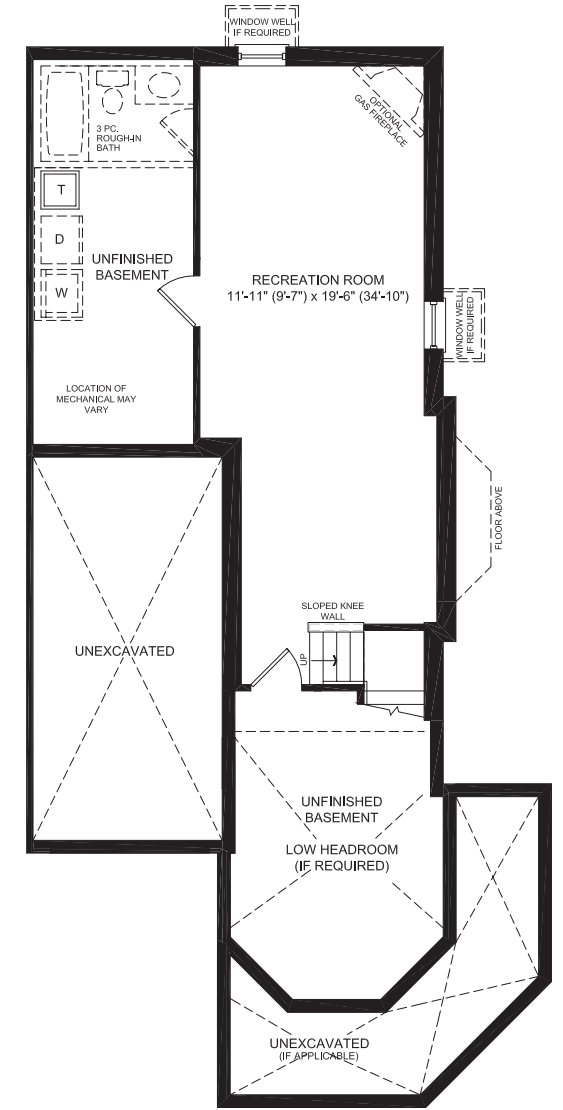 WINDOW WELL
IF REQUIRED
OPTIONAL
GAS FIREPLACE
3 PC.
ROUGH-IN
BATH
T
D
W
UNFINISHED
BASEMENT
RECREATION ROOM
11'-11" (9'-7") x 19'-6" (34'-10")
WINDOW WELL
IF REQUIRED
LOCATION OF
MECHANICAL MAY
VARY
FLOOR ABOVE
SLOPED KNEE
WALL
UP
UNEXCAVATED
UNFINISHED
BASEMENT
LOW HEADROOM
(IF REQUIRED)
UNEXCAVATED
(IF APPLICABLE)